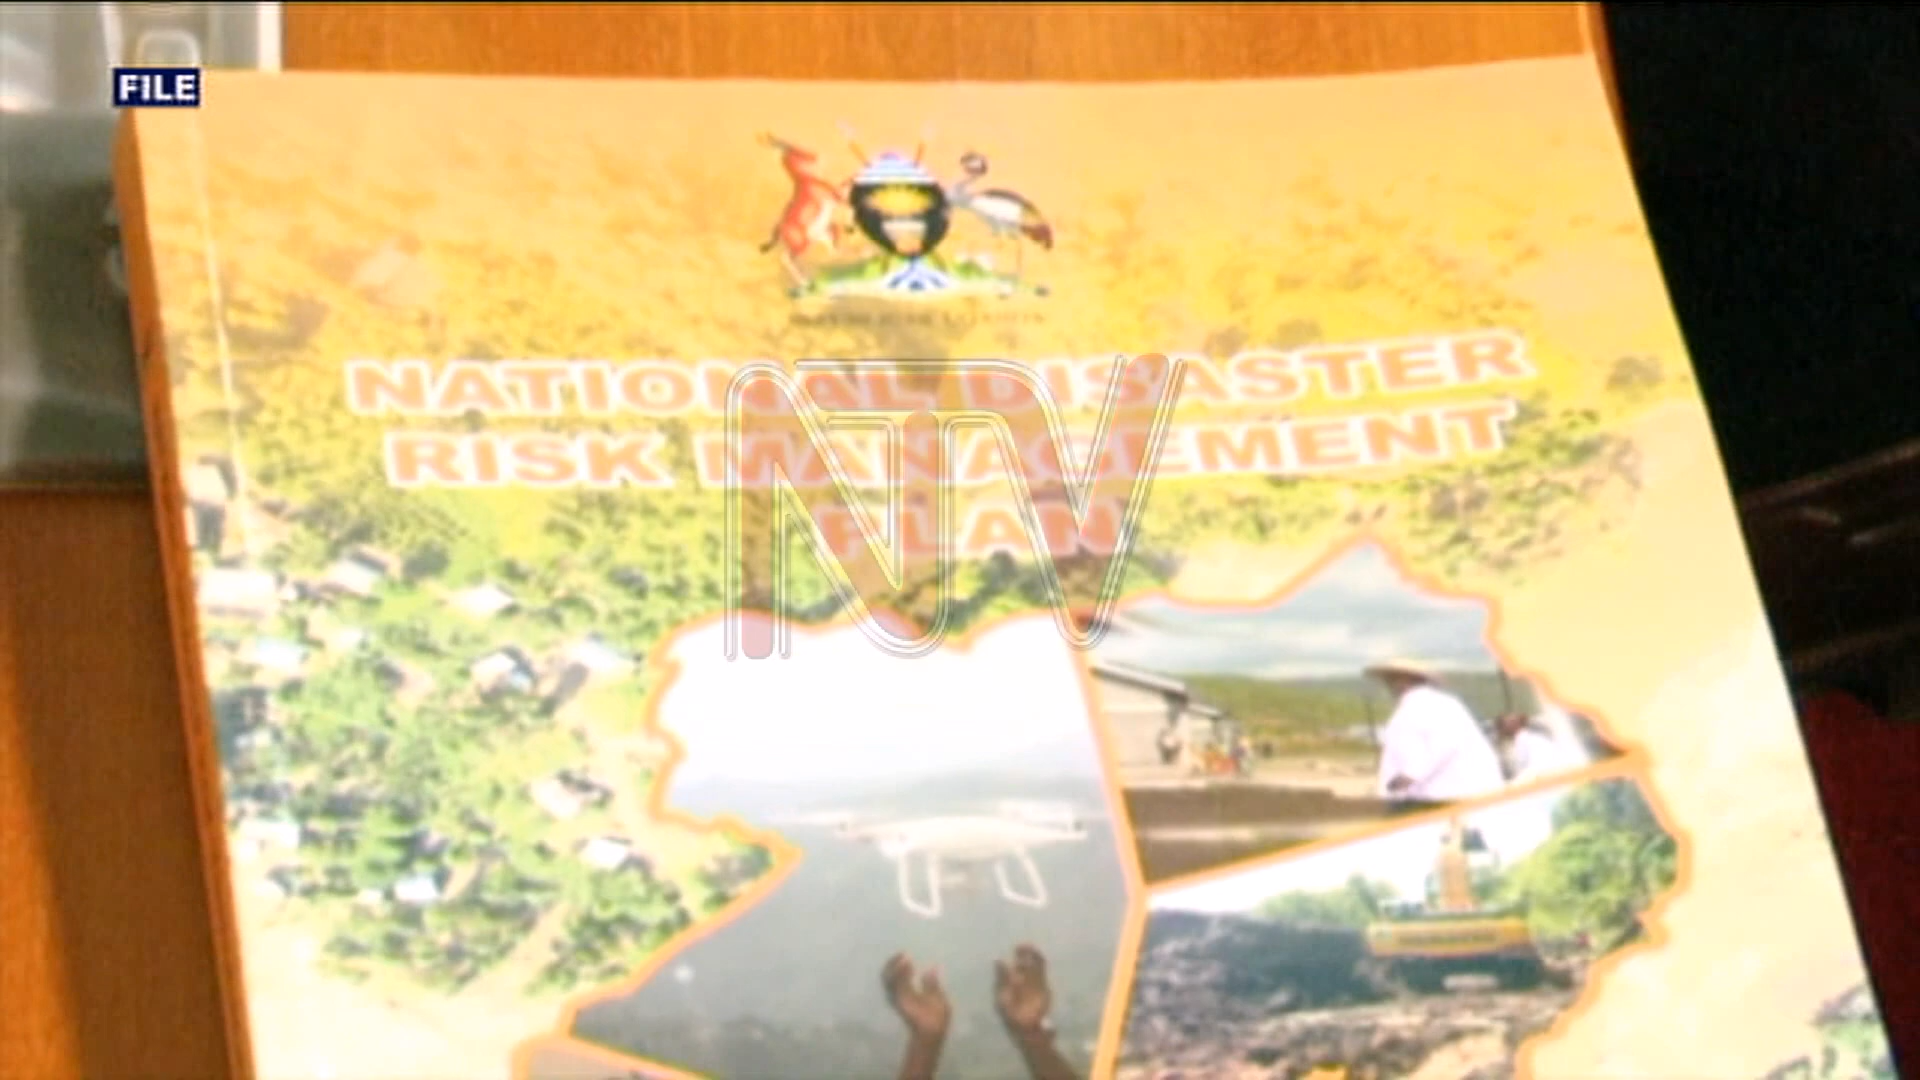 FILE
NATIONAL DISASTER
RISK MANAGEMENT
PLAN
NTV